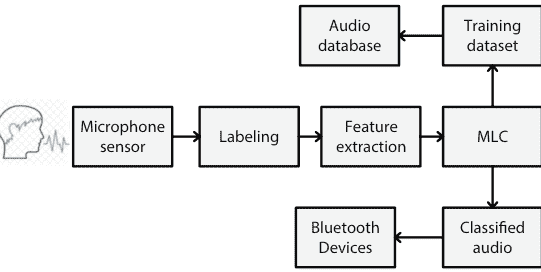 Audio
database
Training
dataset
Microphone
sensor
Labeling
Feature
extraction
MLC
Bluetooth
Devices
Classified
audio